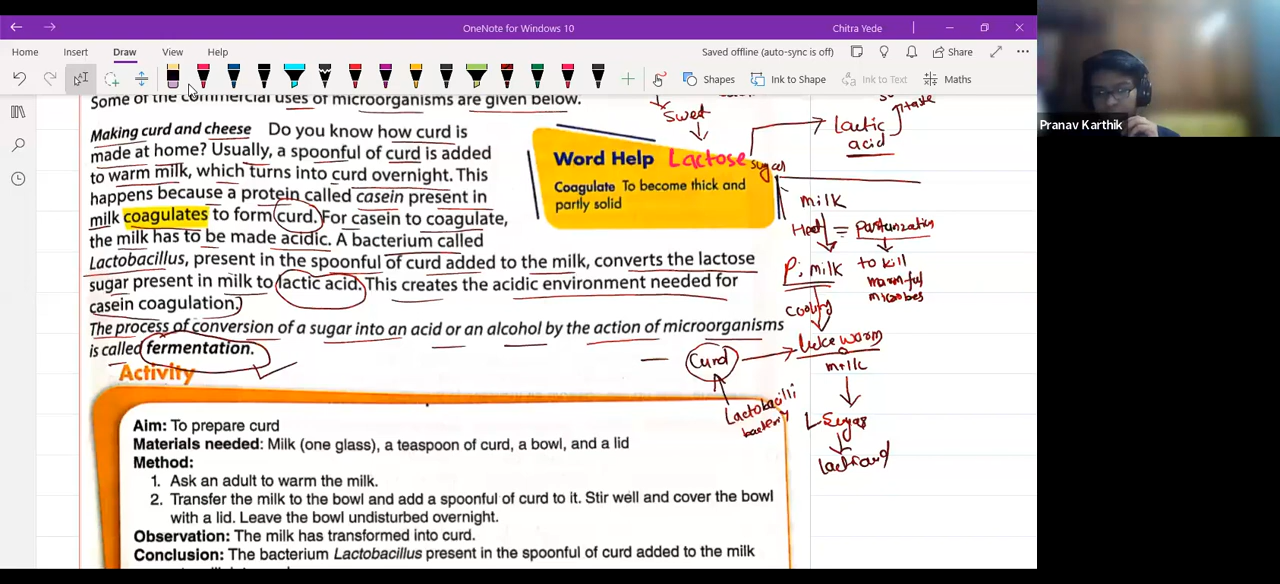 OneNote for Windows 10
Chitra Yede
Home
Insert
Draw
View
Help
Saved offline (auto-sync is off)
Share
Shapes
Ink to Shape
Ink to Text
Maths
Pranav Karthik
Some of the commercial uses of microorganisms are given below.
Making curd and cheese Do you know how curd is
made at home? Usually, a spoonful of curd is added
to warm milk, which turns into curd overnight. This
happens because a protein called casein present in
milk coagulates to form curd. For casein to coagulate,
the milk has to be made acidic. A bacterium called
Lactobacillus, present in the spoonful of curd added to the milk, converts the lactose
sugar present in milk to lactic acid. This creates the acidic environment needed for
casein coagulation.
The process of conversion of a sugar into an acid or an alcohol by the action of microorganisms
is called fermentation.
Word Help Lactose
sugar
Coagulate To become thick and
partly solid
Swet
taste
Lactic
acid
milk
Heat = Pasturization
P. milk
to kill
harmful
microbes
cooling
Luke worm
milk
Curd
Lactobacilli
bacteria
L Sugar
Activity
Aim: To prepare curd
Materials needed: Milk (one glass), a teaspoon of curd, a bowl, and a lid
Method:
1. Ask an adult to warm the milk.
2. Transfer the milk to the bowl and add a spoonful of curd to it. Stir well and cover the bowl
with a lid. Leave the bowl undisturbed overnight.
Observation: The milk has transformed into curd.
Conclusion: The bacterium Lactobacillus present in the spoonful of curd added to the milk